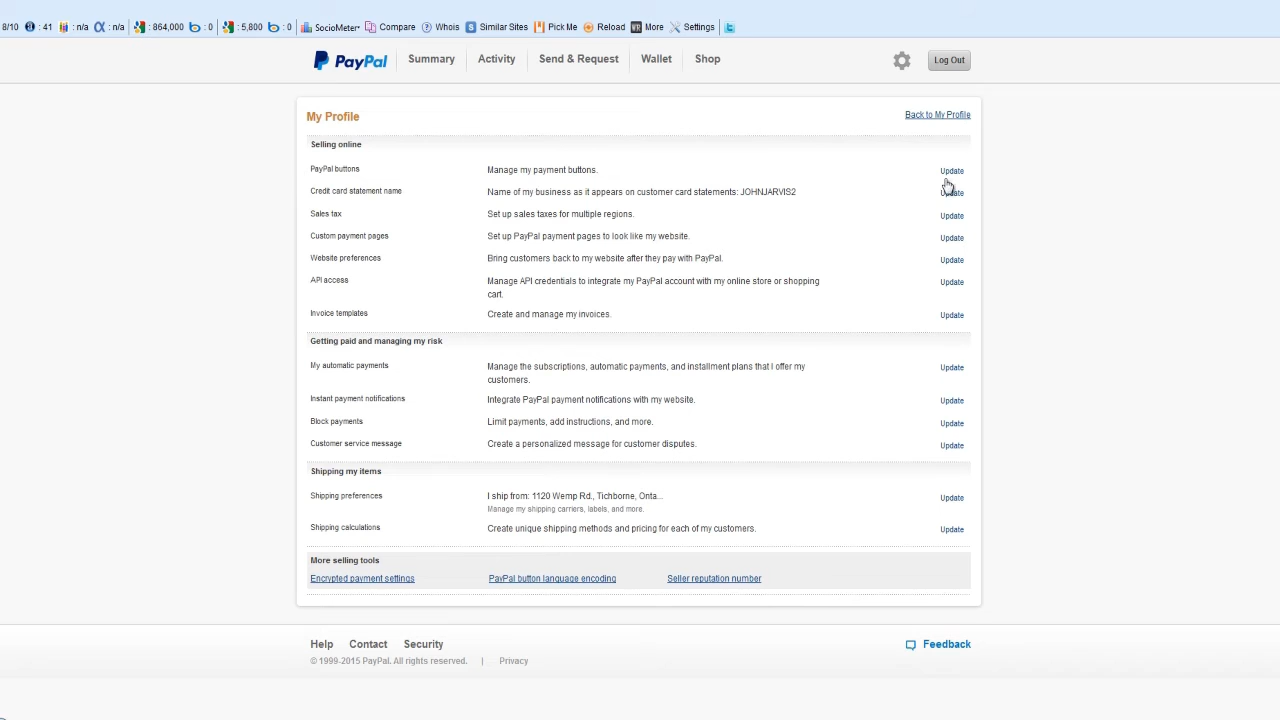 8/10 : 41 : n/a : n/a : 864,000 : 0 : 5,800 : 0 SocioMeter Compare Whois Similar Sites Pick Me Reload More Settings
PayPal Summary Activity Send & Request Wallet Shop Log Out
My Profile Back to My Profile
Selling online
PayPal buttons Manage my payment buttons. Update
Credit card statement name Name of my business as it appears on customer card statements: JOHNJARVIS2 Update
Sales tax Set up sales taxes for multiple regions. Update
Custom payment pages Set up PayPal payment pages to look like my website. Update
Website preferences Bring customers back to my website after they pay with PayPal. Update
API access Manage API credentials to integrate my PayPal account with my online store or shopping Update
cart.
Invoice templates Create and manage my invoices. Update
Getting paid and managing my risk
My automatic payments Manage the subscriptions, automatic payments, and installment plans that I offer my Update
customers.
Instant payment notifications Integrate PayPal payment notifications with my website. Update
Block payments Limit payments, add instructions, and more. Update
Customer service message Create a personalized message for customer disputes. Update
Shipping my items
Shipping preferences I ship from: 1120 Wemp Rd., Tichborne, Onta... Update
Manage my shipping carriers, labels, and more.
Shipping calculations Create unique shipping methods and pricing for each of my customers. Update
More selling tools
Encrypted payment settings PayPal button language encoding Seller reputation number
Help Contact Security Feedback
© 1999-2015 PayPal. All rights reserved. | Privacy